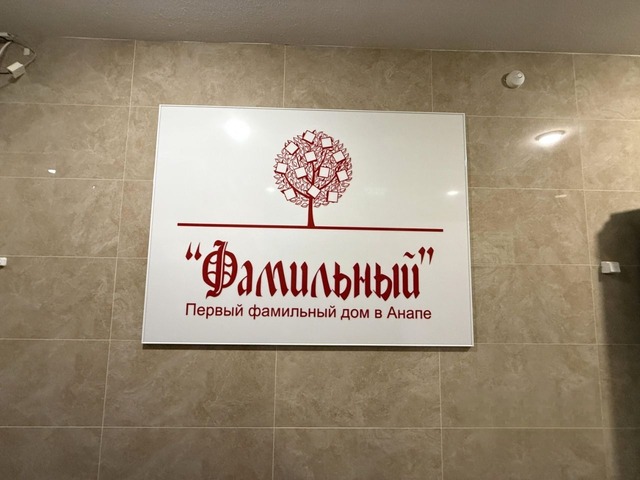 "Фамильный"
Первый фамильный дом в Анапе